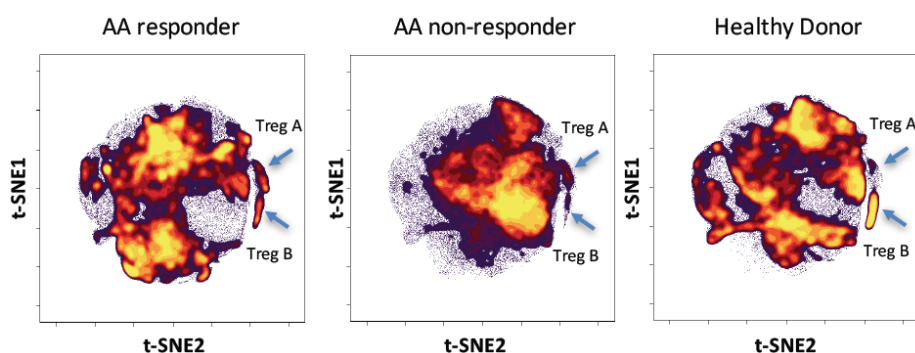 AA responder
AA non-responder
Healthy Donor
t-SNE1
Treg A
Treg B
t-SNE2
t-SNE1
Treg A
Treg B
t-SNE2
t-SNE1
Treg A
Treg B
t-SNE2